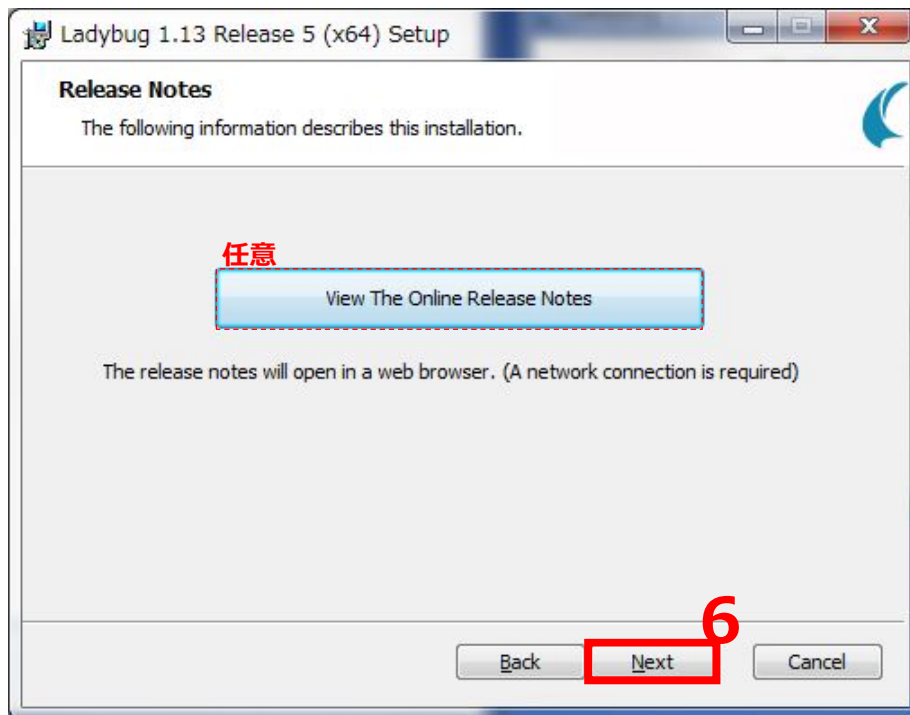 Ladybug 1.13 Release 5 (x64) Setup
Release Notes
The following information describes this installation.
任意
View The Online Release Notes
The release notes will open in a web browser. (A network connection is required)
6
Back Next Cancel